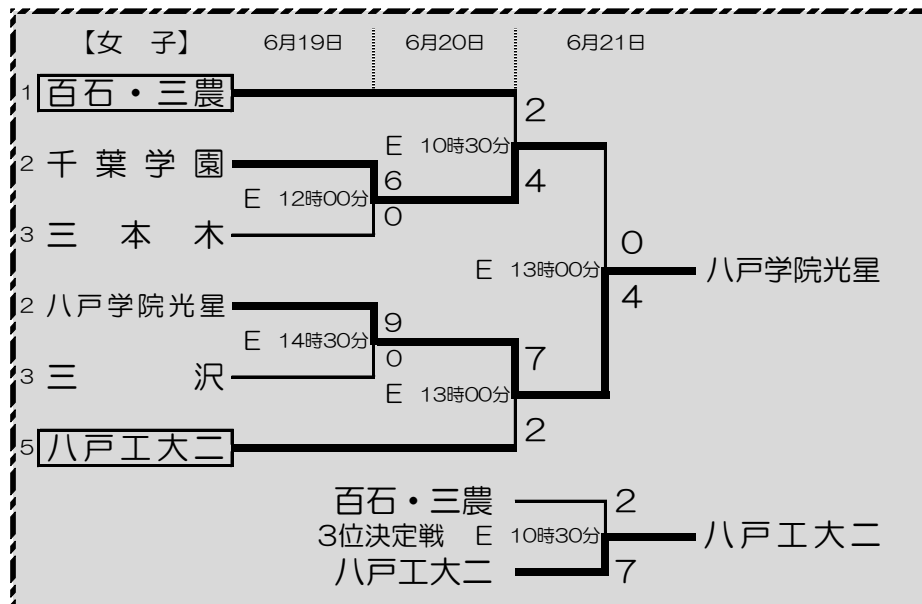 【女 子】 6月19日 6月20日 6月21日
1 百石・三農
2
E 10時30分
2 千葉学園
6 4
E 12時00分
0
3 三本木
0
E 13時00分 八戸学院光星
4
2 八戸学院光星
9
E 14時30分 7
0
3 三沢
E 13時00分
2
5 八戸工大二
百石・三農 2
3位決定戦 E 10時30分 八戸工大二
八戸工大二 7